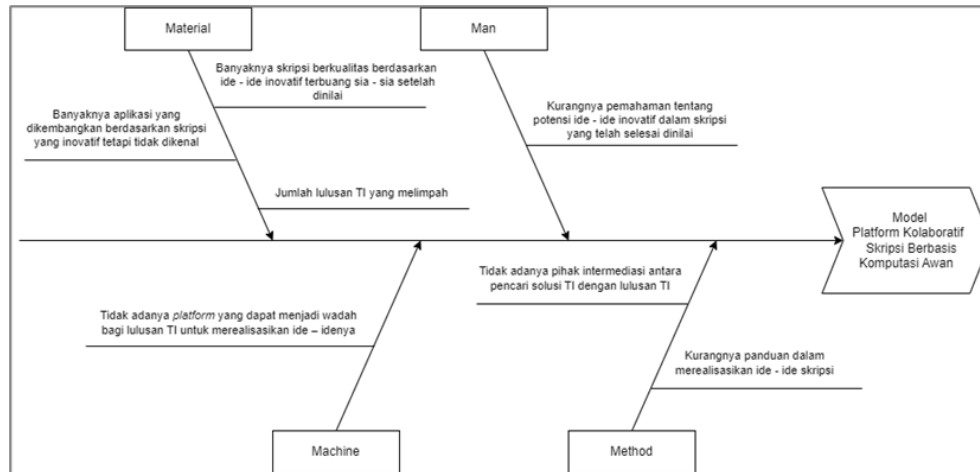 Material
Man
Banyaknya skripsi berkualitas berdasarkan
ide - ide inovatif terbuang sia - sia setelah
dinilai
Banyaknya aplikasi yang
dikembangkan berdasarkan skripsi
yang inovatif tetapi tidak dikenal
Jumlah lulusan TI yang melimpah
Kurangnya pemahaman tentang
potensi ide - ide inovatif dalam skripsi
yang telah selesai dinilai
Model
Platform Kolaboratif
Skripsi Berbasis
Komputasi Awan
Tidak adanya platform yang dapat menjadi wadah
bagi lulusan TI untuk merealisasikan ide – idenya
Tidak adanya pihak intermediasi antara
pencari solusi TI dengan lulusan TI
Kurangnya panduan dalam
merealisasikan ide - ide skripsi
Machine
Method